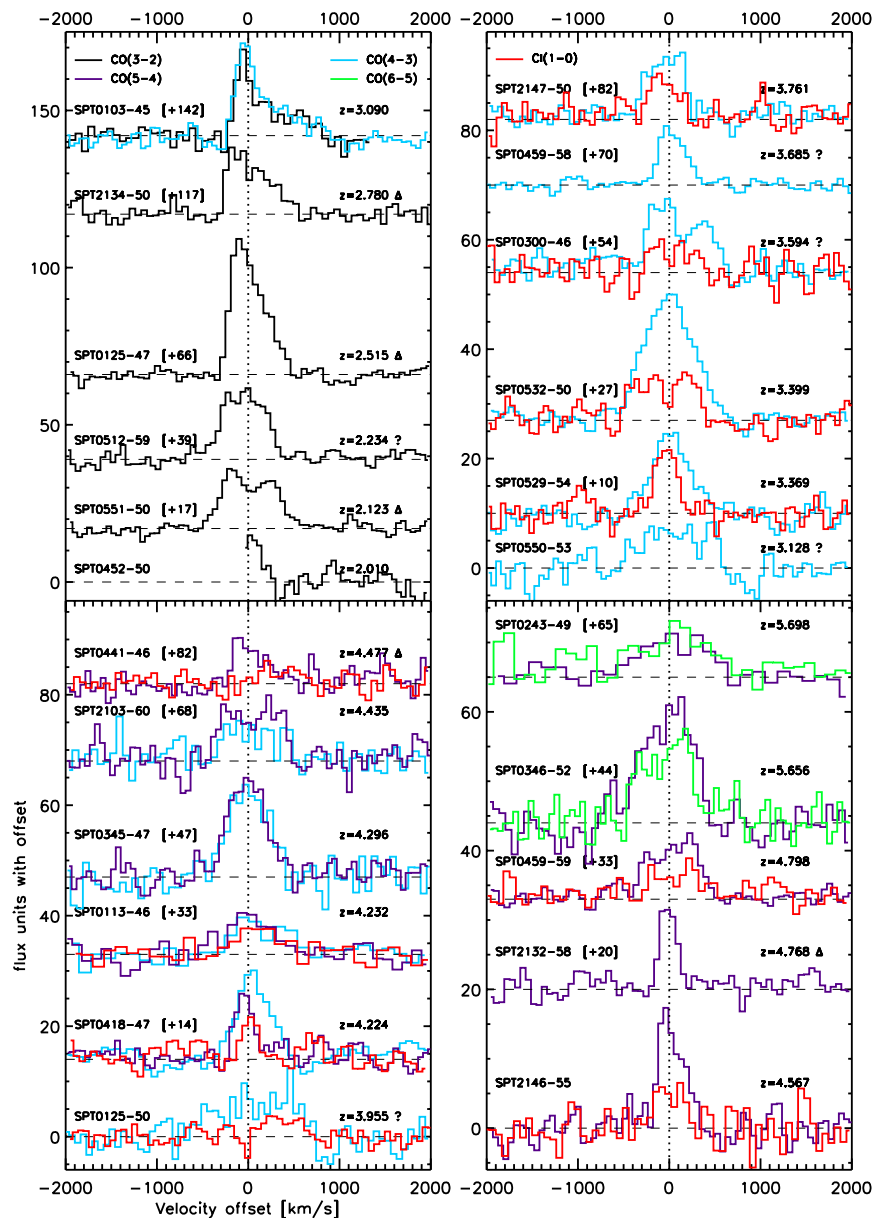 -2000 -1000 0 1000 2000
-2000 -1000 0 1000 2000
CO(3-2) CO(4-3)
CO(5-4) CO(6-5)
SPT0103-45 [+142] z=3.090
150
SPT2134-50 [+117] z=2.780 Δ
100
SPT0125-47 [+66] z=2.515 Δ
50
SPT0512-59 [+39] z=2.234 ?
SPT0551-50 [+17] z=2.123 Δ
SPT0452-50 z=2.010
0
CI(1-0)
SPT2147-50 [+82] z=3.761
80
SPT0459-58 [+70] z=3.685 ?
60
SPT0300-46 [+54] z=3.594 ?
40
SPT0532-50 [+27] z=3.399
20
SPT0529-54 [+10] z=3.369
SPT0550-53 z=3.128 ?
0
SPT0441-46 [+82] z=4.477 Δ
80
SPT2103-60 [+68] z=4.435
60
SPT0345-47 [+47] z=4.296
40
SPT0113-46 [+33] z=4.232
20
SPT0418-47 [+14] z=4.224
SPT0125-50 z=3.955 ?
0
SPT0243-49 [+65] z=5.698
60
SPT0346-52 [+44] z=5.656
40
SPT0459-59 [+33] z=4.798
SPT2132-58 [+20] z=4.768 Δ
20
SPT2146-55 z=4.567
0
flux units with offset
-2000 -1000 0 1000 2000
-2000 -1000 0 1000 2000
Velocity offset [km/s]